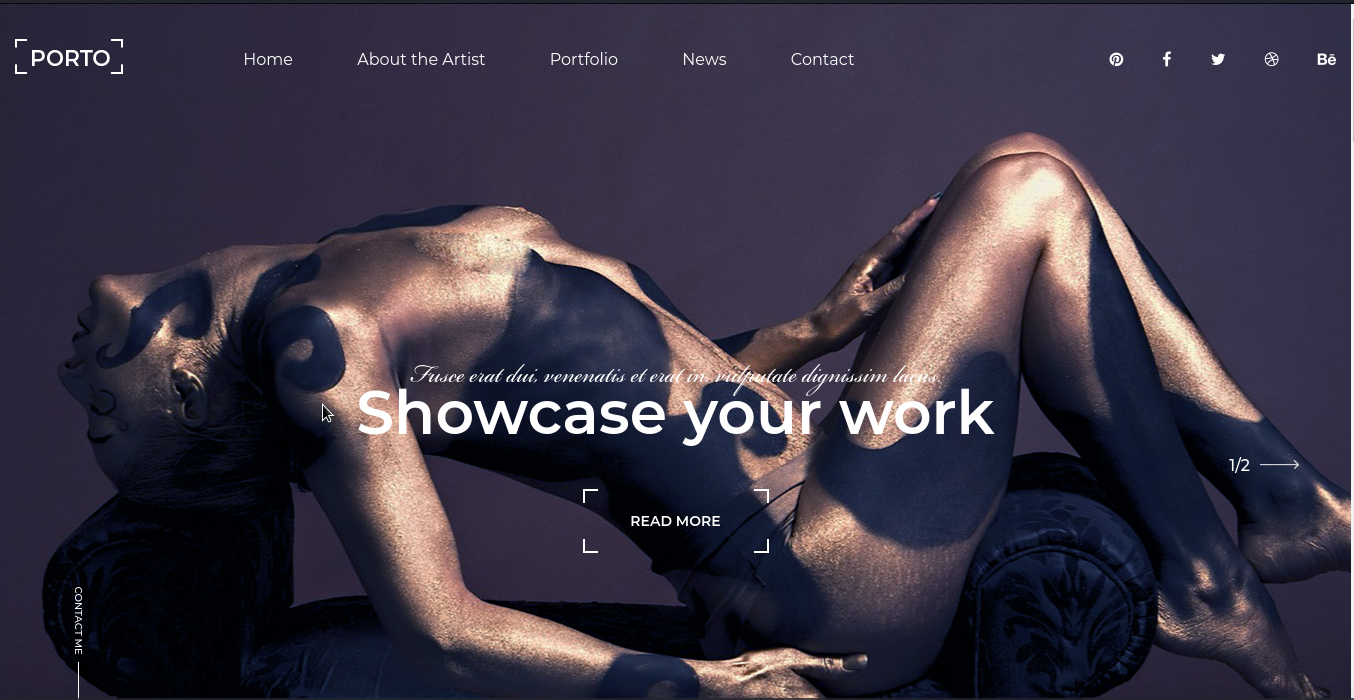 PORTO
Home
About the Artist
Portfolio
News
Contact
Bē
Fusce erat dui, venenatis et erat in, vulputate dignissim lacus.
Showcase your work
1/2
READ MORE
CONTACT ME